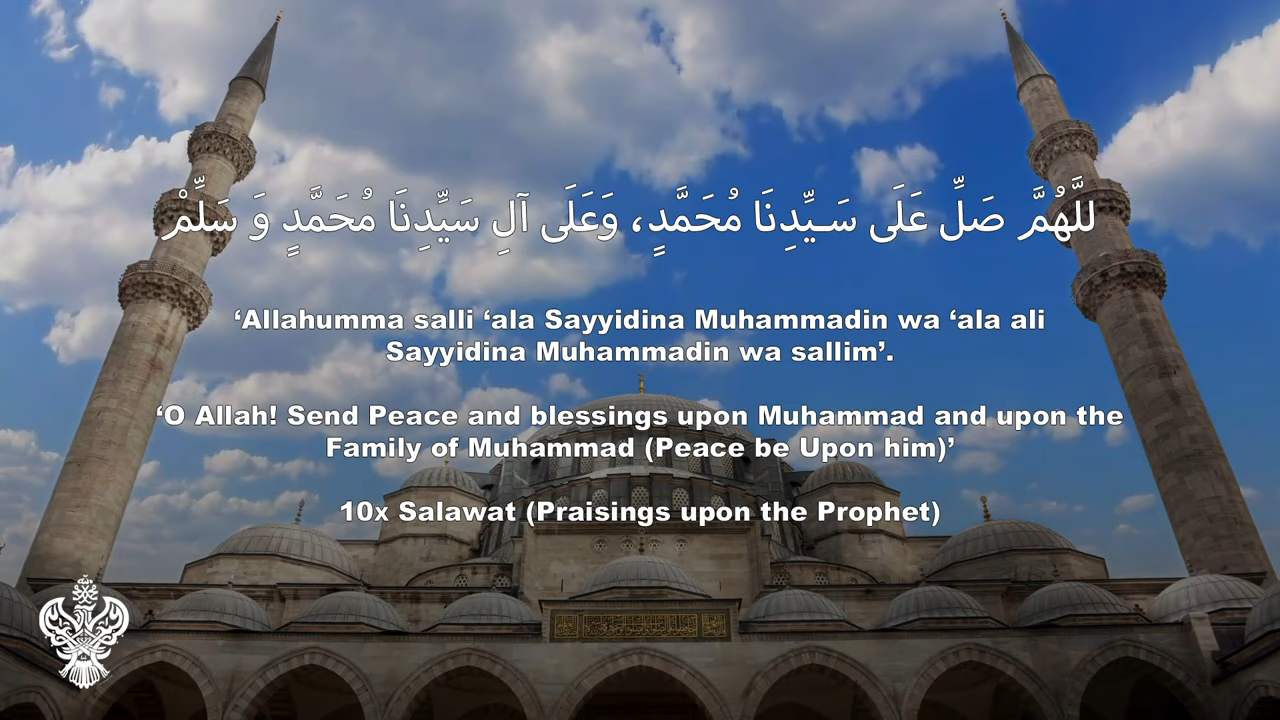 للَّهُمَّ صَلِّ عَلَى سَـيِّدِنَا مُحَمَّدٍ، وَعَلَى آلِ سَيِّدِنَا مُحَمَّدٍ وَ سَلِّمْ
‘Allahumma salli ‘ala Sayyidina Muhammadin wa ‘ala ali
Sayyidina Muhammadin wa sallim’.
‘O Allah! Send Peace and blessings upon Muhammad and upon the
Family of Muhammad (Peace be Upon him)’
10x Salawat (Praisings upon the Prophet)